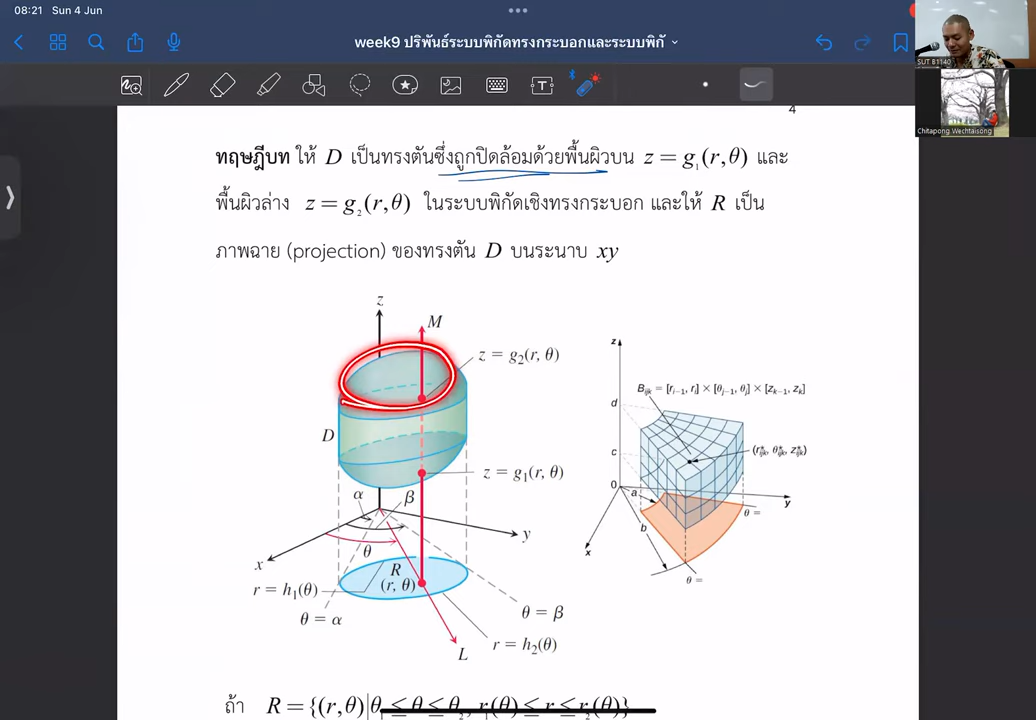 08:21 Sun 4 Jun
week9 ปริพันธ์ระบบพิกัดทรงกระบอกและระบบพิกั
SUT B1140
Chitapong Wechtaisong
4
ทฤษฎีบท ให้ D เป็นทรงตันซึ่งถูกปิดล้อมด้วยพื้นผิวบน z = g₁(r,θ) และ
พื้นผิวล่าง z = g₂(r,θ) ในระบบพิกัดเชิงทรงกระบอก และให้ R เป็น
ภาพฉาย (projection) ของทรงตัน D บนระนาบ xy
z
M
z = g₂(r, θ)
D
z = g₁(r, θ)
α
β
θ
x
y
R
(r, θ)
r = h₁(θ)
θ = α
θ = β
r = h₂(θ)
L
z
Bᵢⱼₖ = [rᵢ₋₁, rᵢ] × [θⱼ₋₁, θⱼ] × [zₖ₋₁, zₖ]
d
(r*ᵢⱼₖ, θ*ᵢⱼₖ, z*ᵢⱼₖ)
c
0
a
y
θ =
b
x
θ =
ถ้า R = {(r,θ)|θ₁ ≤ θ ≤ θ₂, r₁(θ) ≤ r ≤ r₂(θ)}